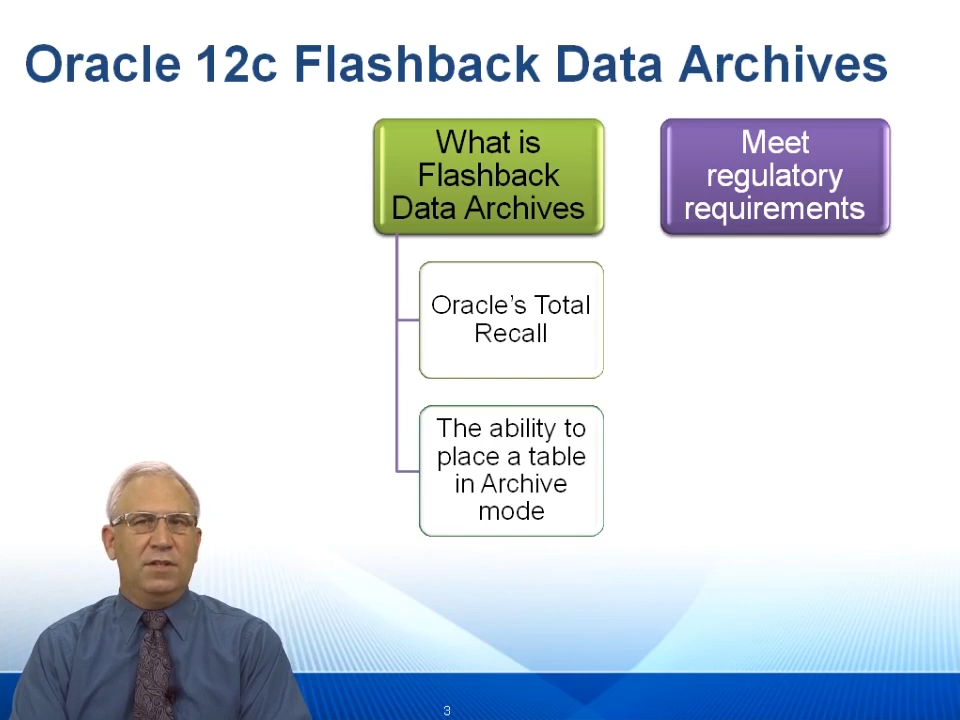 Oracle 12c Flashback Data Archives
What is
Flashback
Data Archives
Meet
regulatory
requirements
Oracle's Total
Recall
The ability to
place a table
in Archive
mode
3